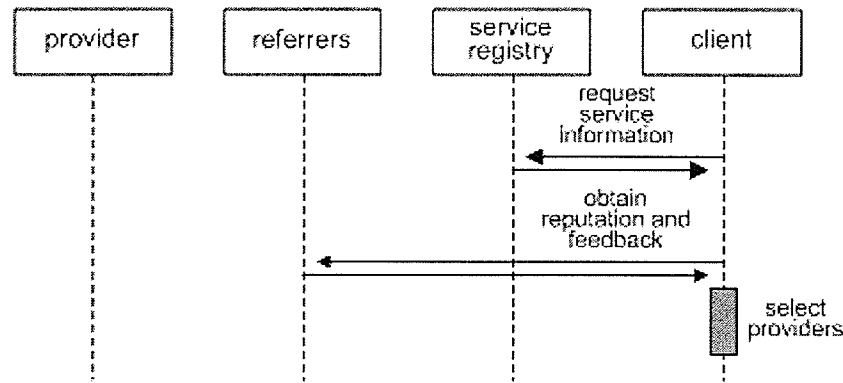 provider
referrers
service
registry
client
request
service
information
obtain
reputation and
feedback
select
providers